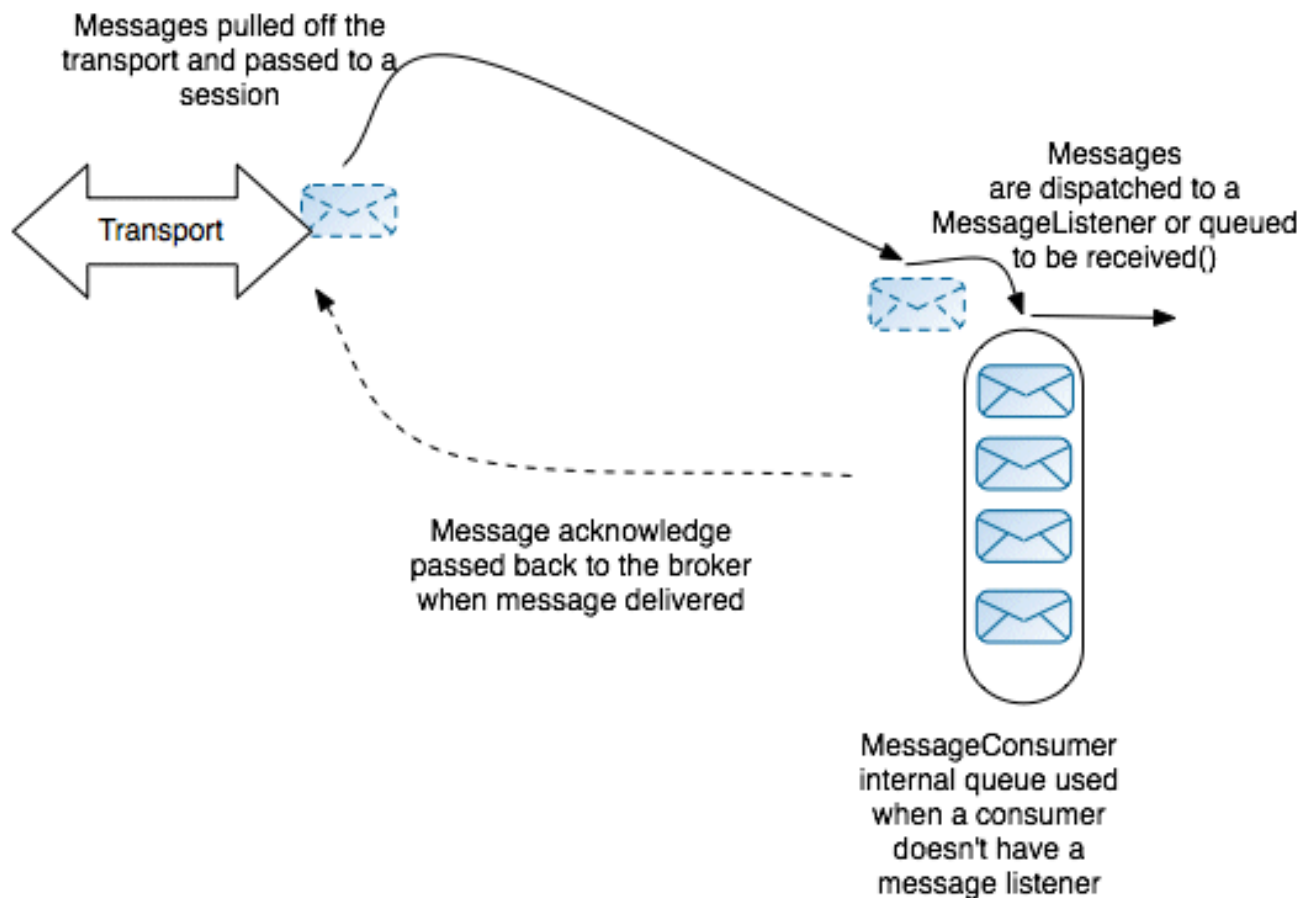 Messages pulled off the
transport and passed to a
session
Transport
Messages
are dispatched to a
MessageListener or queued
to be received()
Message acknowledge
passed back to the broker
when message delivered
MessageConsumer
internal queue used
when a consumer
doesn't have a
message listener